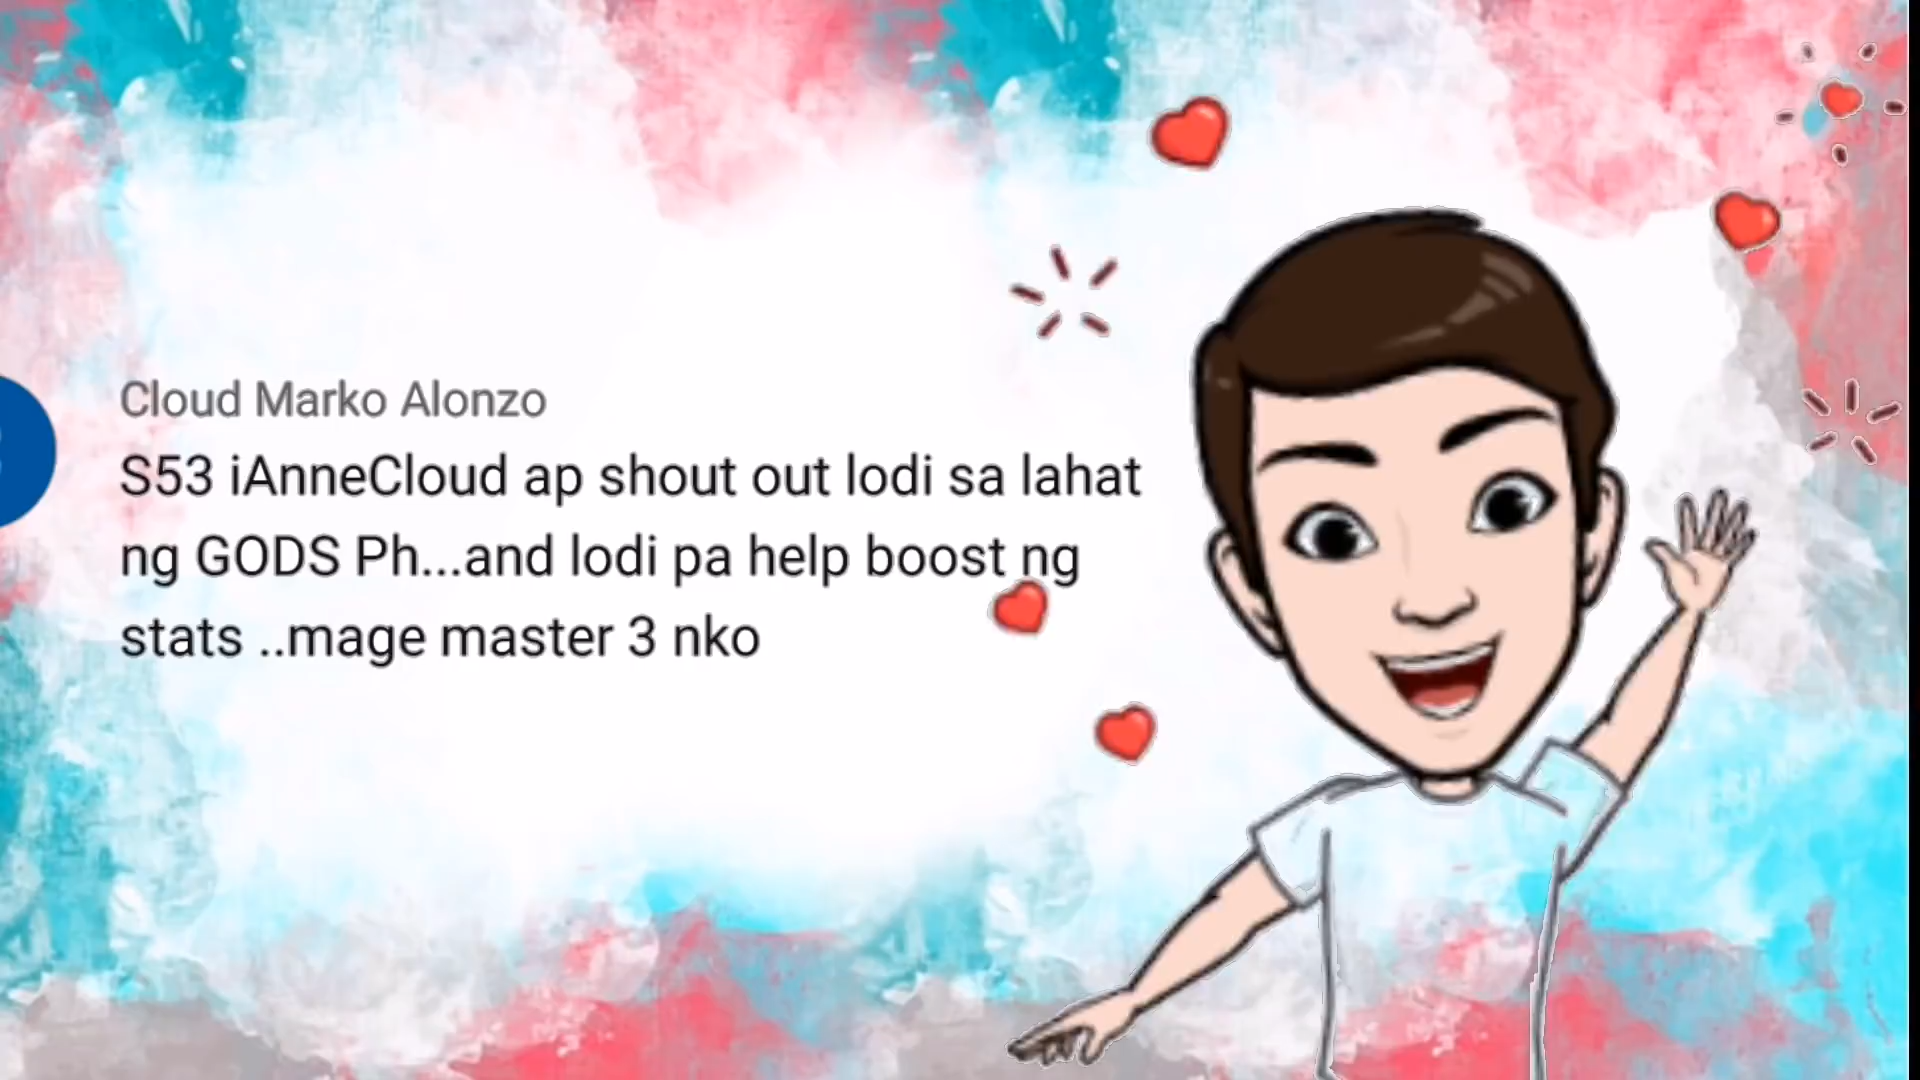 Cloud Marko Alonzo
S53 iAnneCloud ap shout out lodi sa lahat
ng GODS Ph...and lodi pa help boost ng
stats ..mage master 3 nko